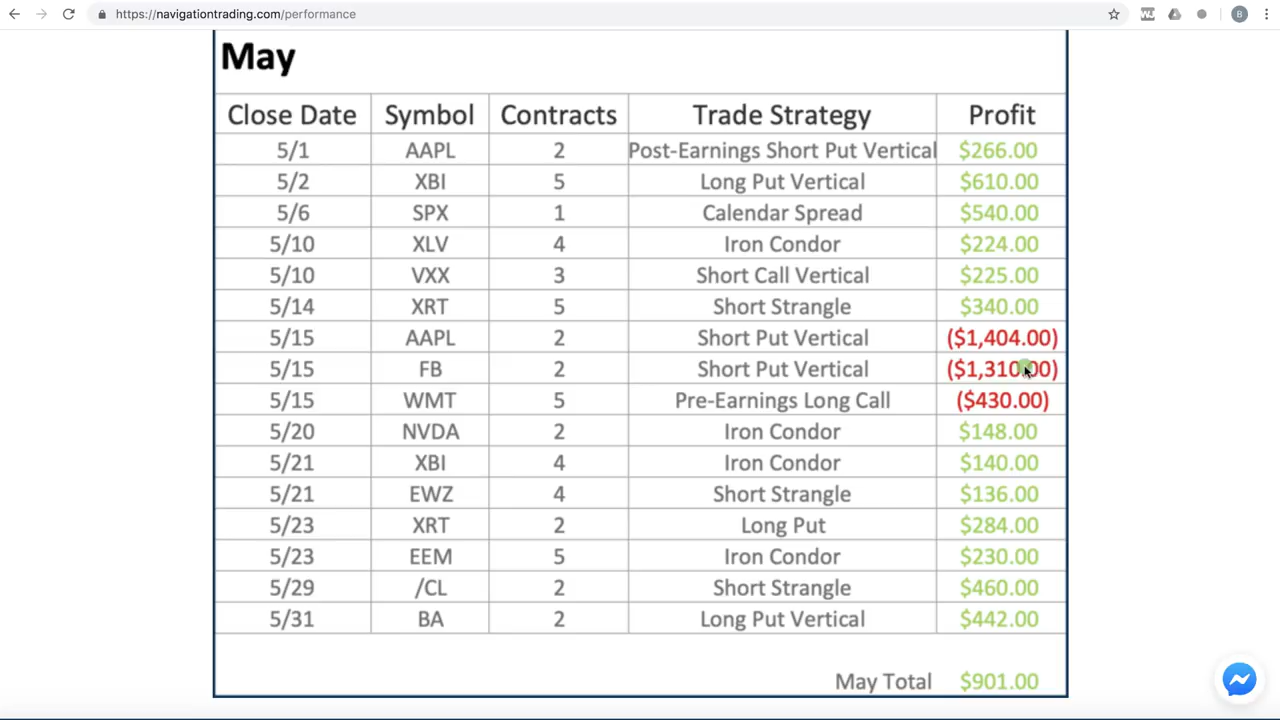 https://navigationtrading.com/performance
B
May
Close Date Symbol Contracts Trade Strategy Profit
5/1 AAPL 2 Post-Earnings Short Put Vertical $266.00
5/2 XBI 5 Long Put Vertical $610.00
5/6 SPX 1 Calendar Spread $540.00
5/10 XLV 4 Iron Condor $224.00
5/10 VXX 3 Short Call Vertical $225.00
5/14 XRT 5 Short Strangle $340.00
5/15 AAPL 2 Short Put Vertical ($1,404.00)
5/15 FB 2 Short Put Vertical ($1,310.00)
5/15 WMT 5 Pre-Earnings Long Call ($430.00)
5/20 NVDA 2 Iron Condor $148.00
5/21 XBI 4 Iron Condor $140.00
5/21 EWZ 4 Short Strangle $136.00
5/23 XRT 2 Long Put $284.00
5/23 EEM 5 Iron Condor $230.00
5/29 /CL 2 Short Strangle $460.00
5/31 BA 2 Long Put Vertical $442.00
May Total $901.00